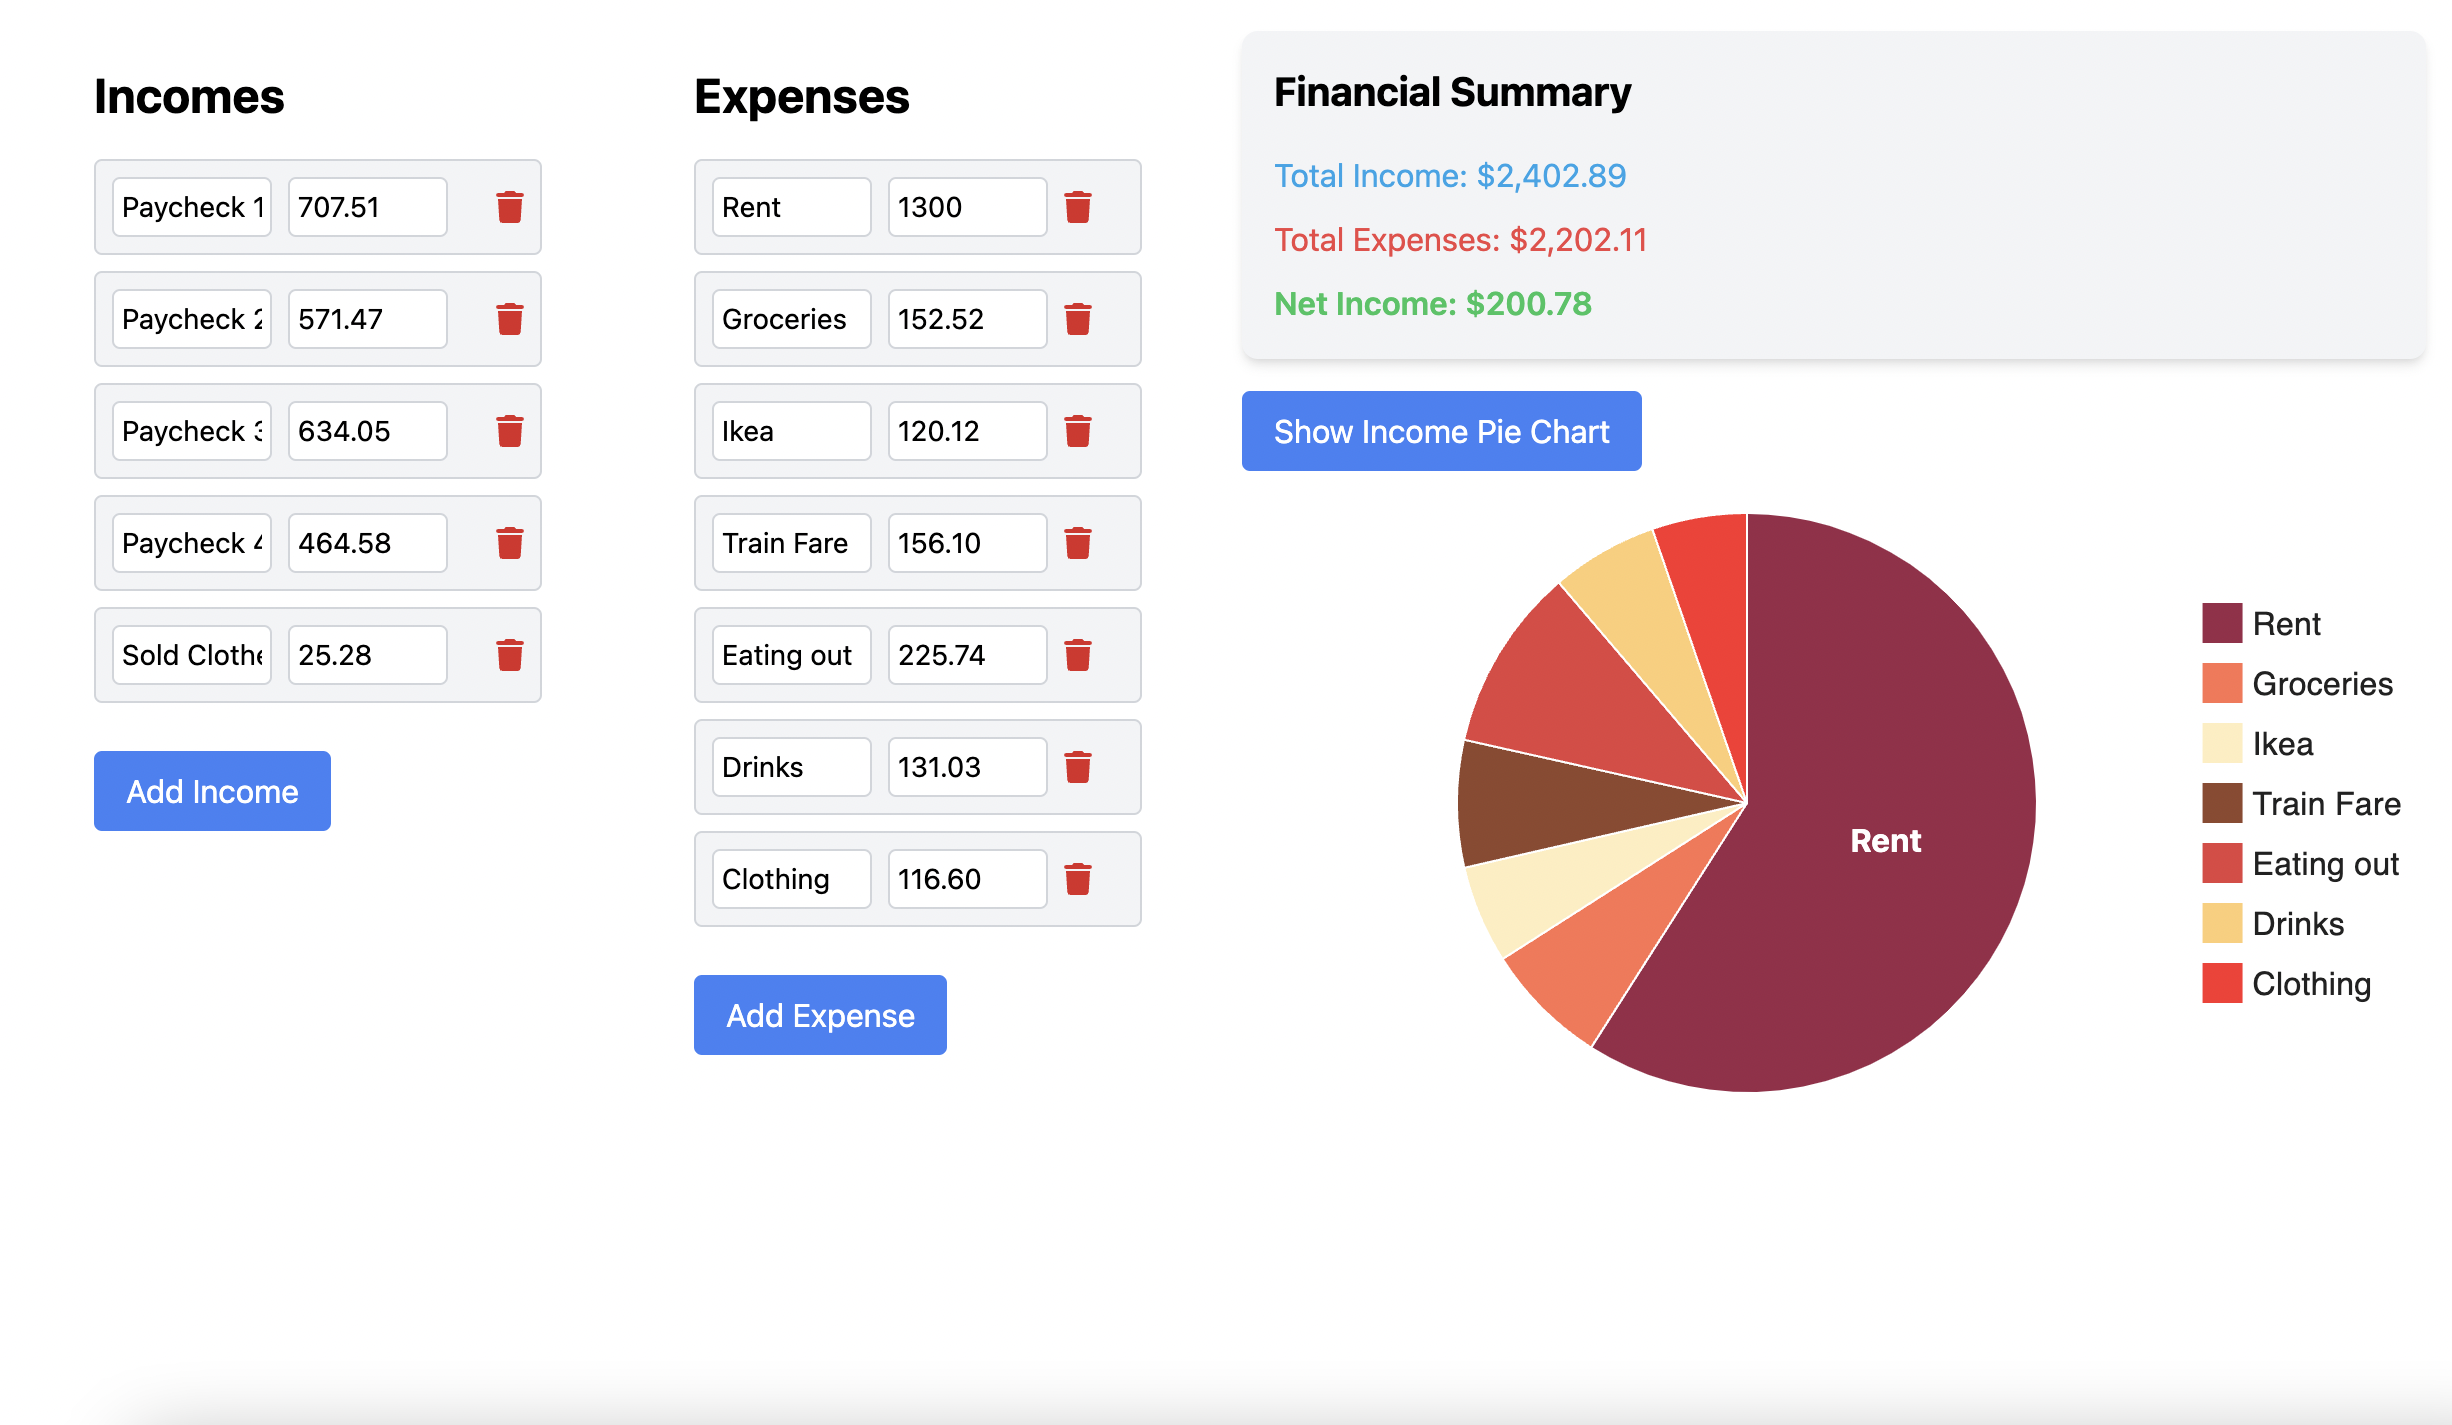 Incomes
Paycheck 1
707.51
Paycheck 2
571.47
Paycheck 3
634.05
Paycheck 4
464.58
Sold Clothe
25.28
Add Income
Expenses
Rent
1300
Groceries
152.52
Ikea
120.12
Train Fare
156.10
Eating out
225.74
Drinks
131.03
Clothing
116.60
Add Expense
Financial Summary
Total Income: $2,402.89
Total Expenses: $2,202.11
Net Income: $200.78
Show Income Pie Chart
Rent
Rent
Groceries
Ikea
Train Fare
Eating out
Drinks
Clothing